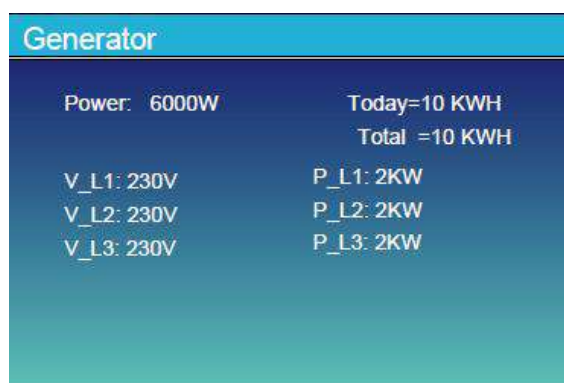 Generator
Power: 6000W Today=10 KWH
Total =10 KWH
V_L1: 230V P_L1: 2KW
V_L2: 230V P_L2: 2KW
V_L3: 230V P_L3: 2KW